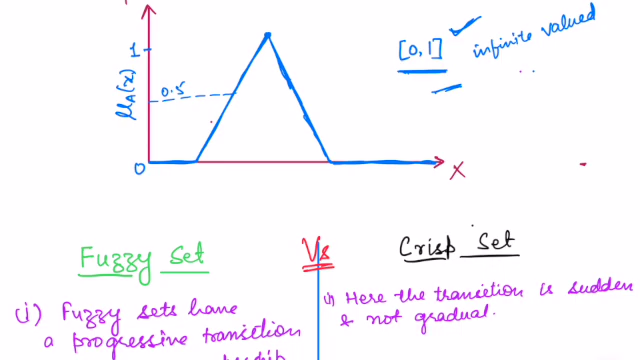 1
[0,1] infinite valued
μA(x)
0.5
0
X
Fuzzy Set
Vs
Crisp Set
(i) Fuzzy sets have
a progressive transition
i) Here the transition is sudden
& not gradual.